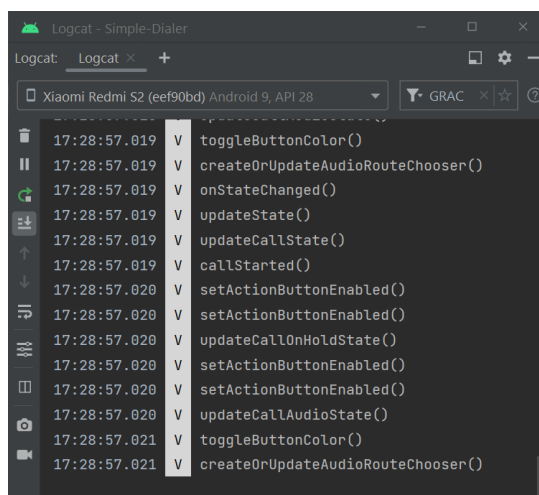 Logcat - Simple-Dialer
Logcat: Logcat
Xiaomi Redmi S2 (eef90bd) Android 9, API 28 GRAC
17:28:57.019 V toggleButtonColor()
17:28:57.019 V createOrUpdateAudioRouteChooser()
17:28:57.019 V onStateChanged()
17:28:57.019 V updateState()
17:28:57.019 V updateCallState()
17:28:57.019 V callStarted()
17:28:57.020 V setActionButtonEnabled()
17:28:57.020 V setActionButtonEnabled()
17:28:57.020 V updateCallOnHoldState()
17:28:57.020 V setActionButtonEnabled()
17:28:57.020 V setActionButtonEnabled()
17:28:57.020 V updateCallAudioState()
17:28:57.021 V toggleButtonColor()
17:28:57.021 V createOrUpdateAudioRouteChooser()